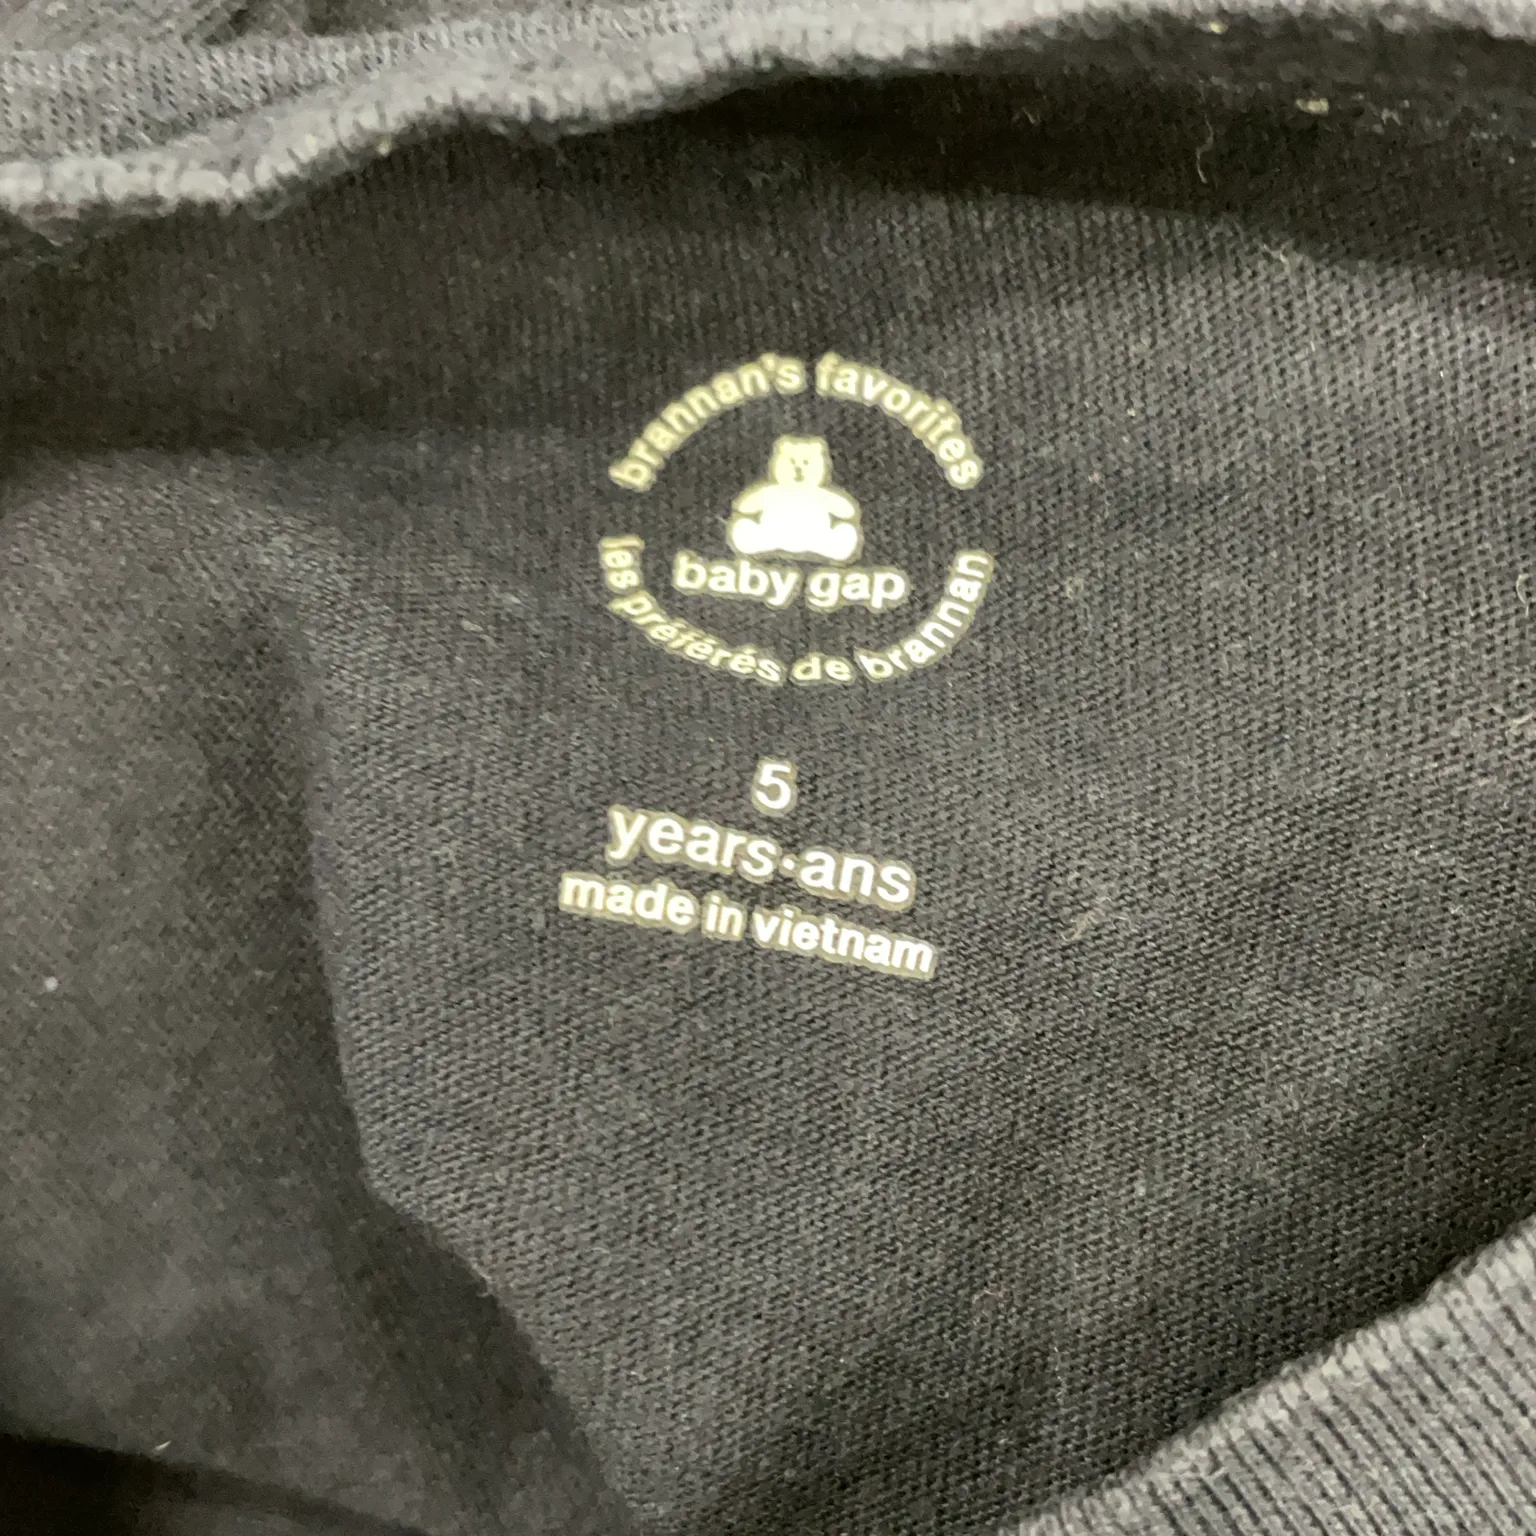 brannan's favorites
baby gap
les préférés de brannan
5
years·ans
made in vietnam